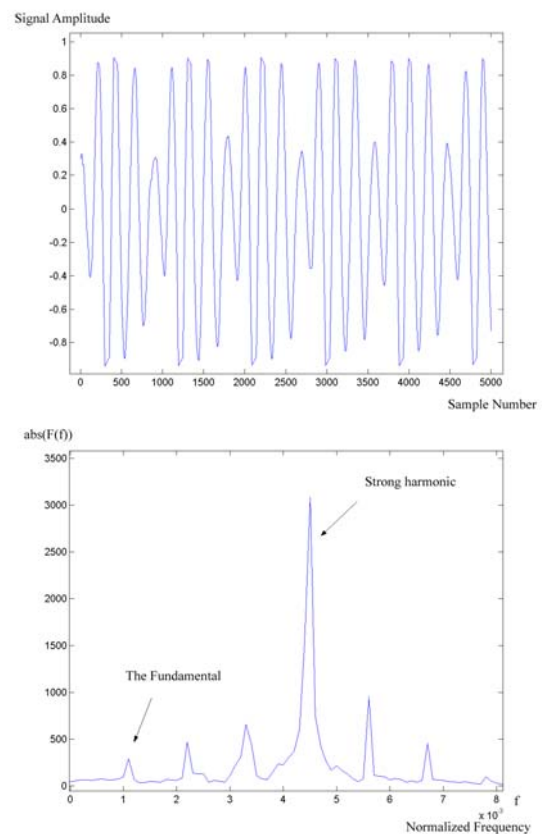 Signal Amplitude
1
0.8
0.6
0.4
0.2
0
-0.2
-0.4
-0.6
-0.8
0 500 1000 1500 2000 2500 3000 3500 4000 4500 5000
Sample Number
abs(F(f))
3500
3000
2500
2000
1500
1000
500
0
Strong harmonic
The Fundamental
0 1 2 3 4 5 6 7 8 f
x 10⁻³
Normalized Frequency